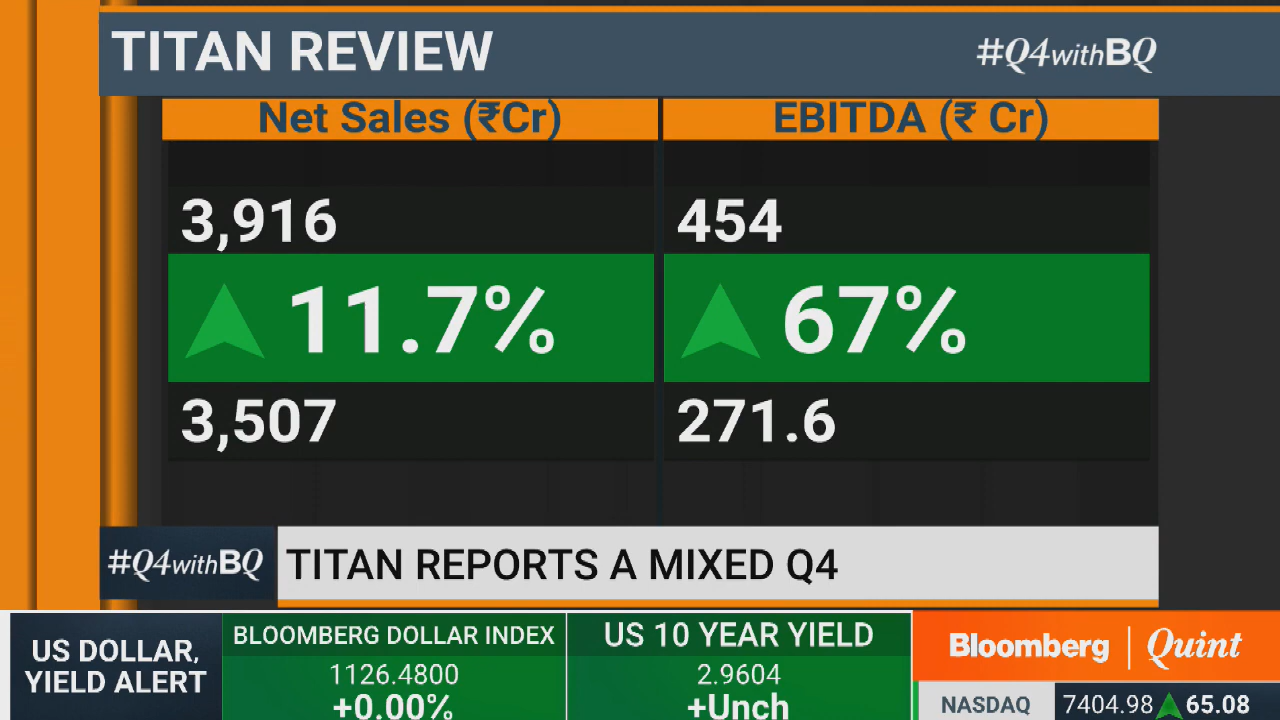 TITAN REVIEW
#Q4withBQ
Net Sales (₹Cr)
EBITDA (₹ Cr)
3,916
454
11.7%
67%
3,507
271.6
#Q4withBQ
TITAN REPORTS A MIXED Q4
US DOLLAR,
YIELD ALERT
BLOOMBERG DOLLAR INDEX
1126.4800
+0.00%
US 10 YEAR YIELD
2.9604
+Unch
Bloomberg | Quint
NASDAQ 7404.98 65.08